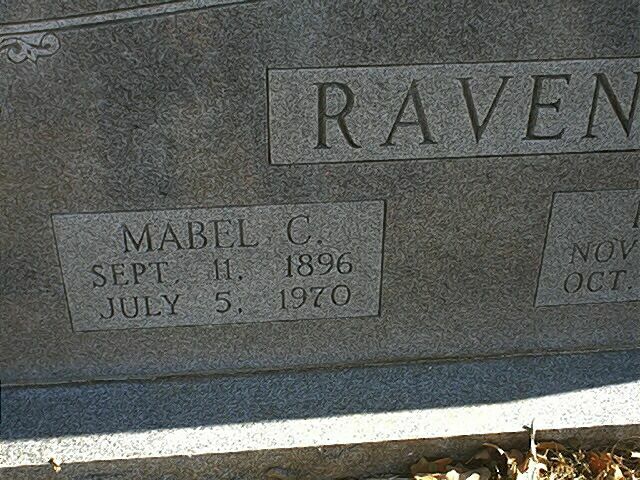 RAVEN
MABEL C.
SEPT. 11, 1896
JULY 5, 1970
NOV
OCT.